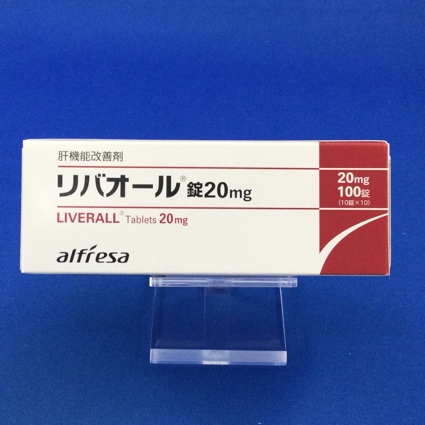 肝機能改善剤
リバオール®錠20mg
LIVERALL® Tablets 20mg
alfresa
20mg
100錠
(10錠×10)